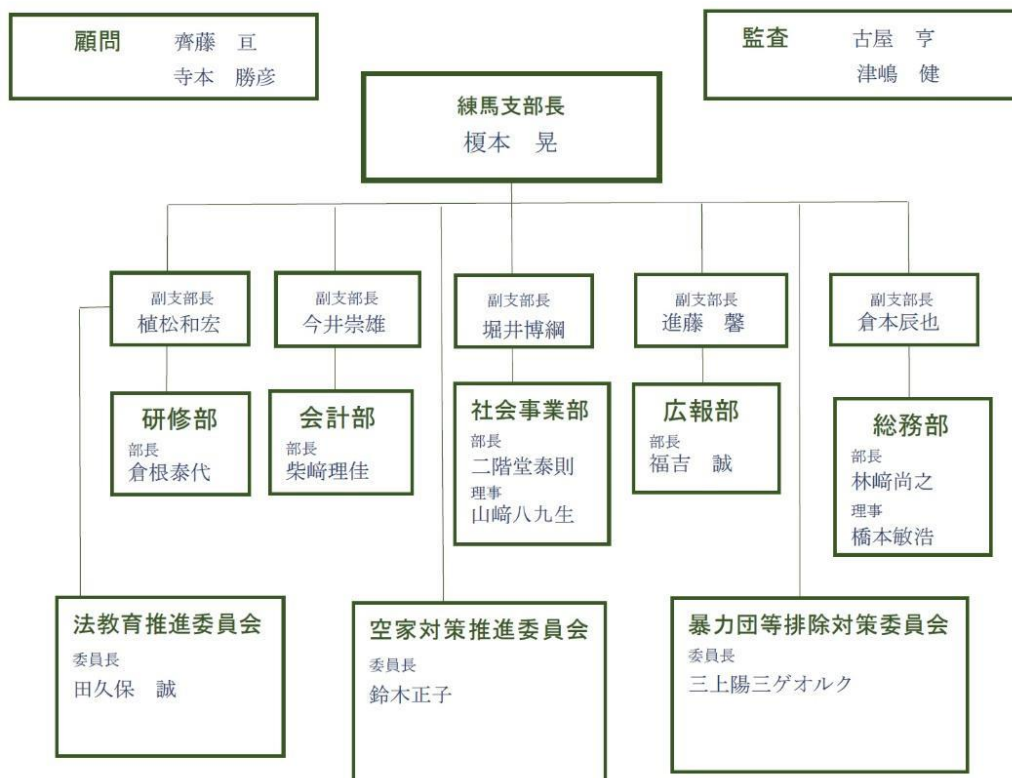 顧問 齊藤 亘
寺本 勝彦
監査 古屋 亨
津嶋 健
練馬支部長
榎本 晃
副支部長
植松和宏
副支部長
今井崇雄
副支部長
堀井博綱
副支部長
進藤 馨
副支部長
倉本辰也
研修部
部長
倉根泰代
会計部
部長
柴﨑理佳
社会事業部
部長
二階堂泰則
理事
山﨑八九生
広報部
部長
福吉 誠
総務部
部長
林﨑尚之
理事
橋本敏浩
法教育推進委員会
委員長
田久保 誠
空家対策推進委員会
委員長
鈴木正子
暴力団等排除対策委員会
委員長
三上陽三ゲオルク